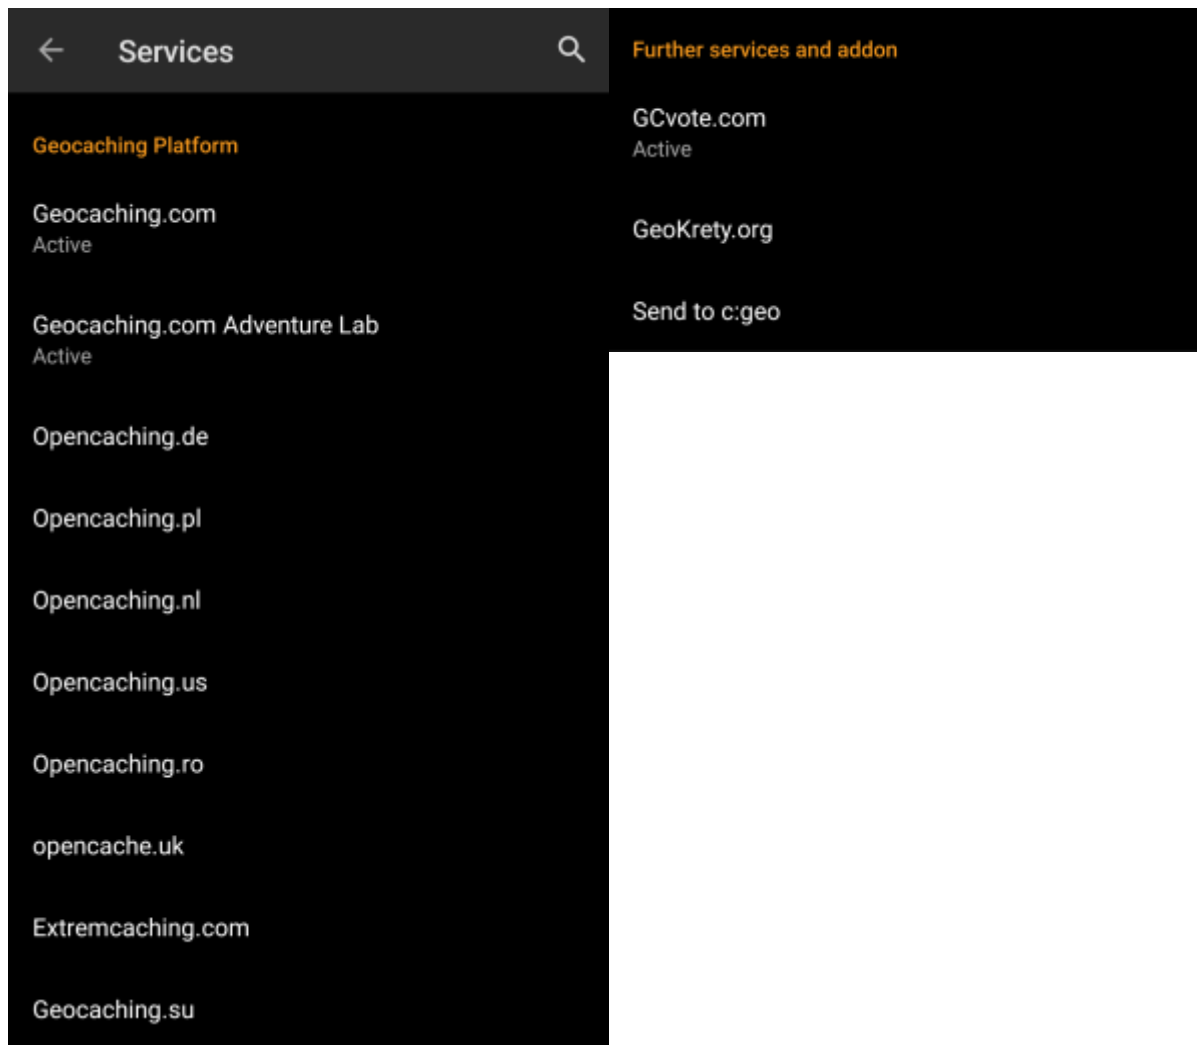 Services
Geocaching Platform
Geocaching.com
Active
Geocaching.com Adventure Lab
Active
Opencaching.de
Opencaching.pl
Opencaching.nl
Opencaching.us
Opencaching.ro
opencache.uk
Extremcaching.com
Geocaching.su
Further services and addon
GCvote.com
Active
GeoKrety.org
Send to c:geo